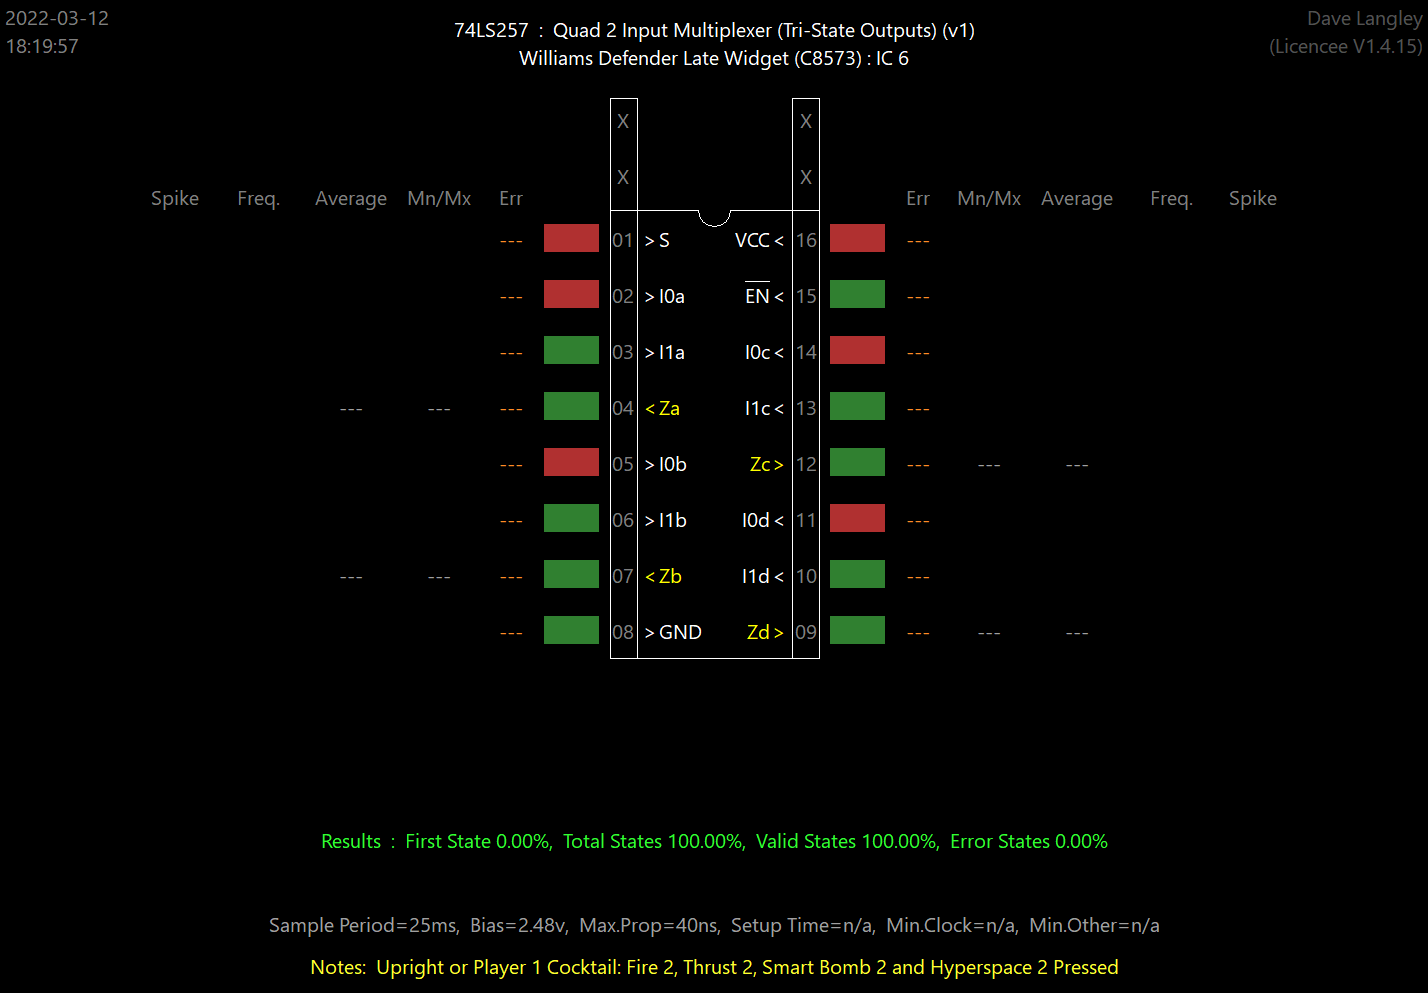 2022-03-12
18:19:57
74LS257 : Quad 2 Input Multiplexer (Tri-State Outputs) (v1)
Williams Defender Late Widget (C8573) : IC 6
Dave Langley
(Licencee V1.4.15)
X X
X X
Spike Freq. Average Mn/Mx Err Err Mn/Mx Average Freq. Spike
--- 01 > S VCC < 16 ---
--- 02 > I0a EN < 15 ---
--- 03 > I1a I0c < 14 ---
--- --- --- 04 < Za I1c < 13 ---
--- 05 > I0b Zc > 12 --- --- ---
--- 06 > I1b I0d < 11 ---
--- --- --- 07 < Zb I1d < 10 ---
--- 08 > GND Zd > 09 --- --- ---
Results : First State 0.00%, Total States 100.00%, Valid States 100.00%, Error States 0.00%
Sample Period=25ms, Bias=2.48v, Max.Prop=40ns, Setup Time=n/a, Min.Clock=n/a, Min.Other=n/a
Notes: Upright or Player 1 Cocktail: Fire 2, Thrust 2, Smart Bomb 2 and Hyperspace 2 Pressed